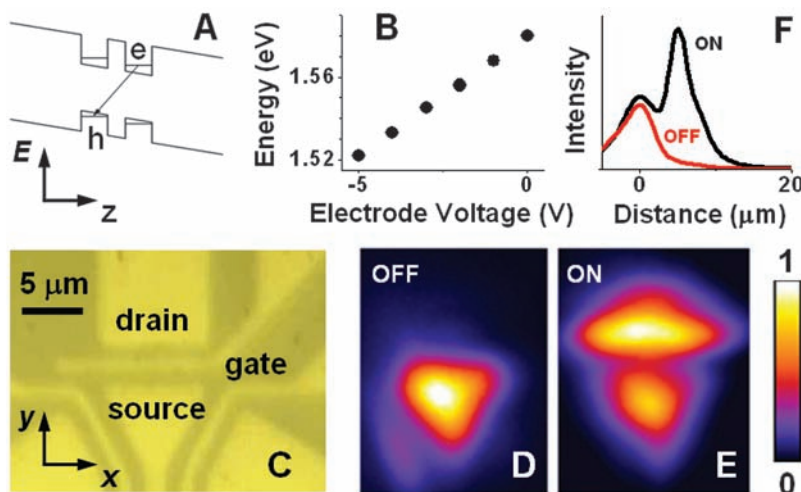 A
e
h
E
z
B
Energy (eV)
1.56
1.52
-5
0
Electrode Voltage (V)
F
Intensity
ON
OFF
0
20
Distance (μm)
5 μm
drain
gate
source
y
x
C
OFF
D
ON
E
1
0